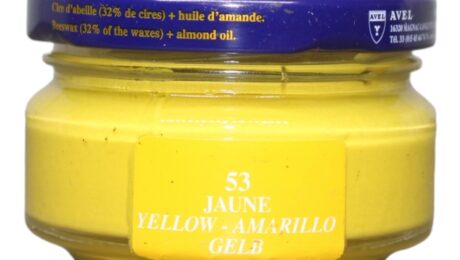 Cire d'abeille (32% de cires) + huile d'amande.
Beeswax (32% of the waxes) + almond oil.
AVEL
AVEL
53
JAUNE
YELLOW - AMARILLO
GELB